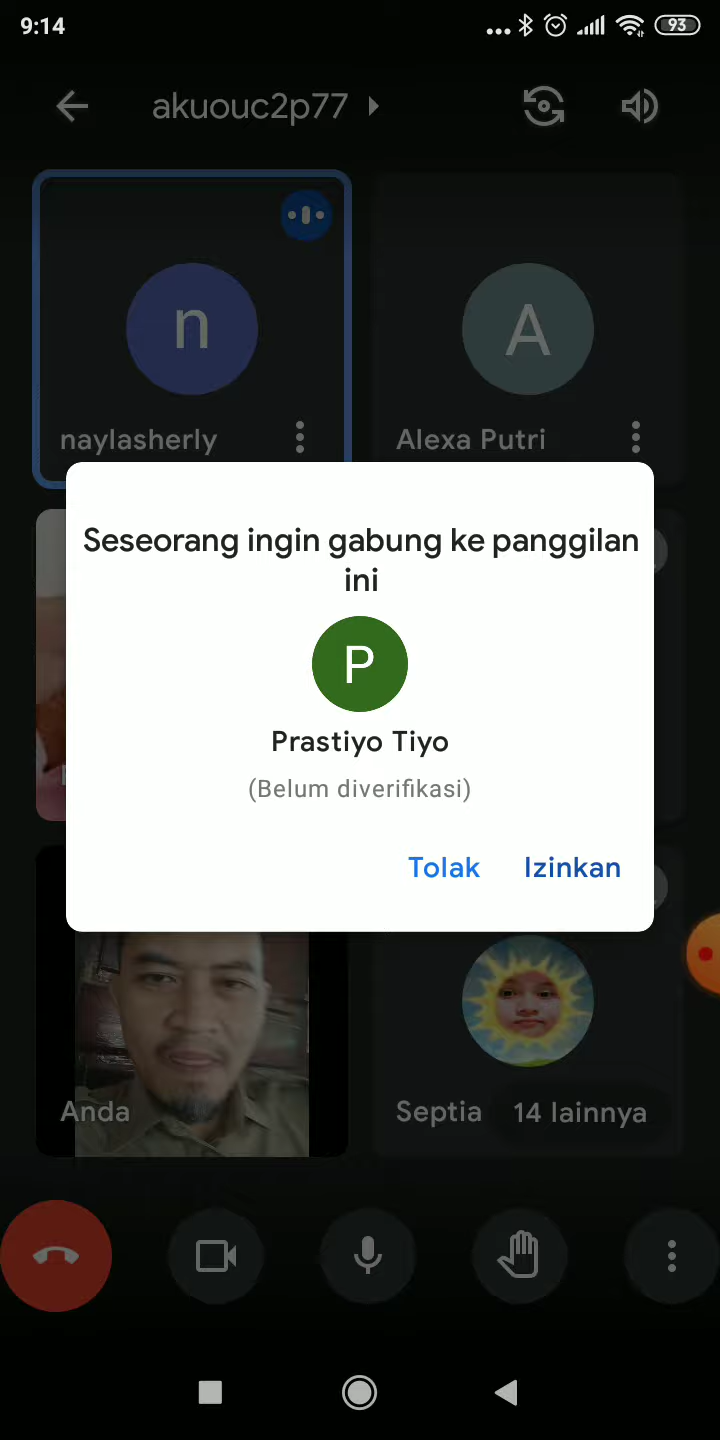 9:14
93
akuouc2p77
n
A
naylasherly
Alexa Putri
Seseorang ingin gabung ke panggilan
ini
P
Prastiyo Tiyo
(Belum diverifikasi)
Tolak
Izinkan
Anda
Septia
14 lainnya